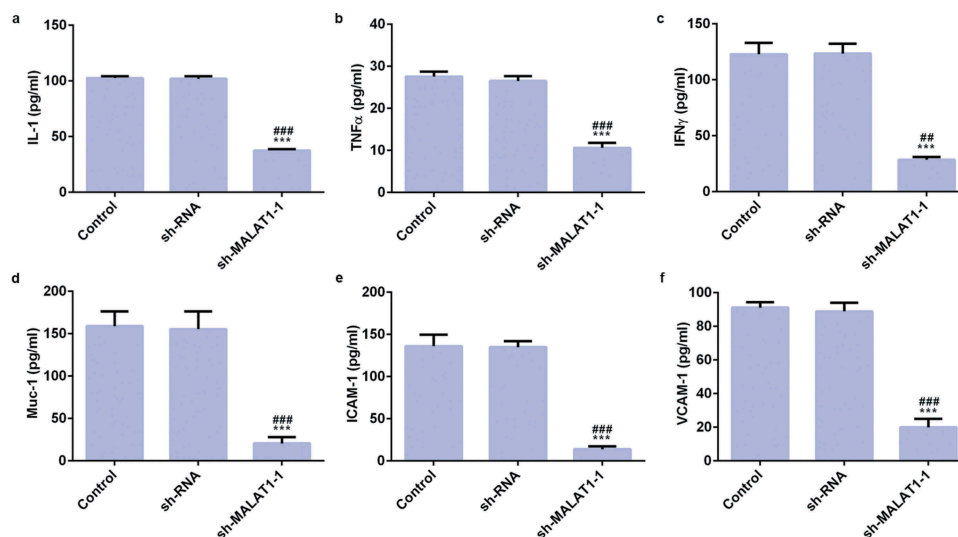 a
IL-1 (pg/ml)
150
100
50
0
###
***
Control
sh-RNA
sh-MALAT1-1
b
TNFα (pg/ml)
40
30
20
10
0
###
***
Control
sh-RNA
sh-MALAT1-1
c
IFNγ (pg/ml)
150
100
50
0
##
***
Control
sh-RNA
sh-MALAT1-1
d
Muc-1 (pg/ml)
200
150
100
50
0
###
***
Control
sh-RNA
sh-MALAT1-1
e
ICAM-1 (pg/ml)
200
150
100
50
0
###
***
Control
sh-RNA
sh-MALAT1-1
f
VCAM-1 (pg/ml)
100
80
60
40
20
0
###
***
Control
sh-RNA
sh-MALAT1-1